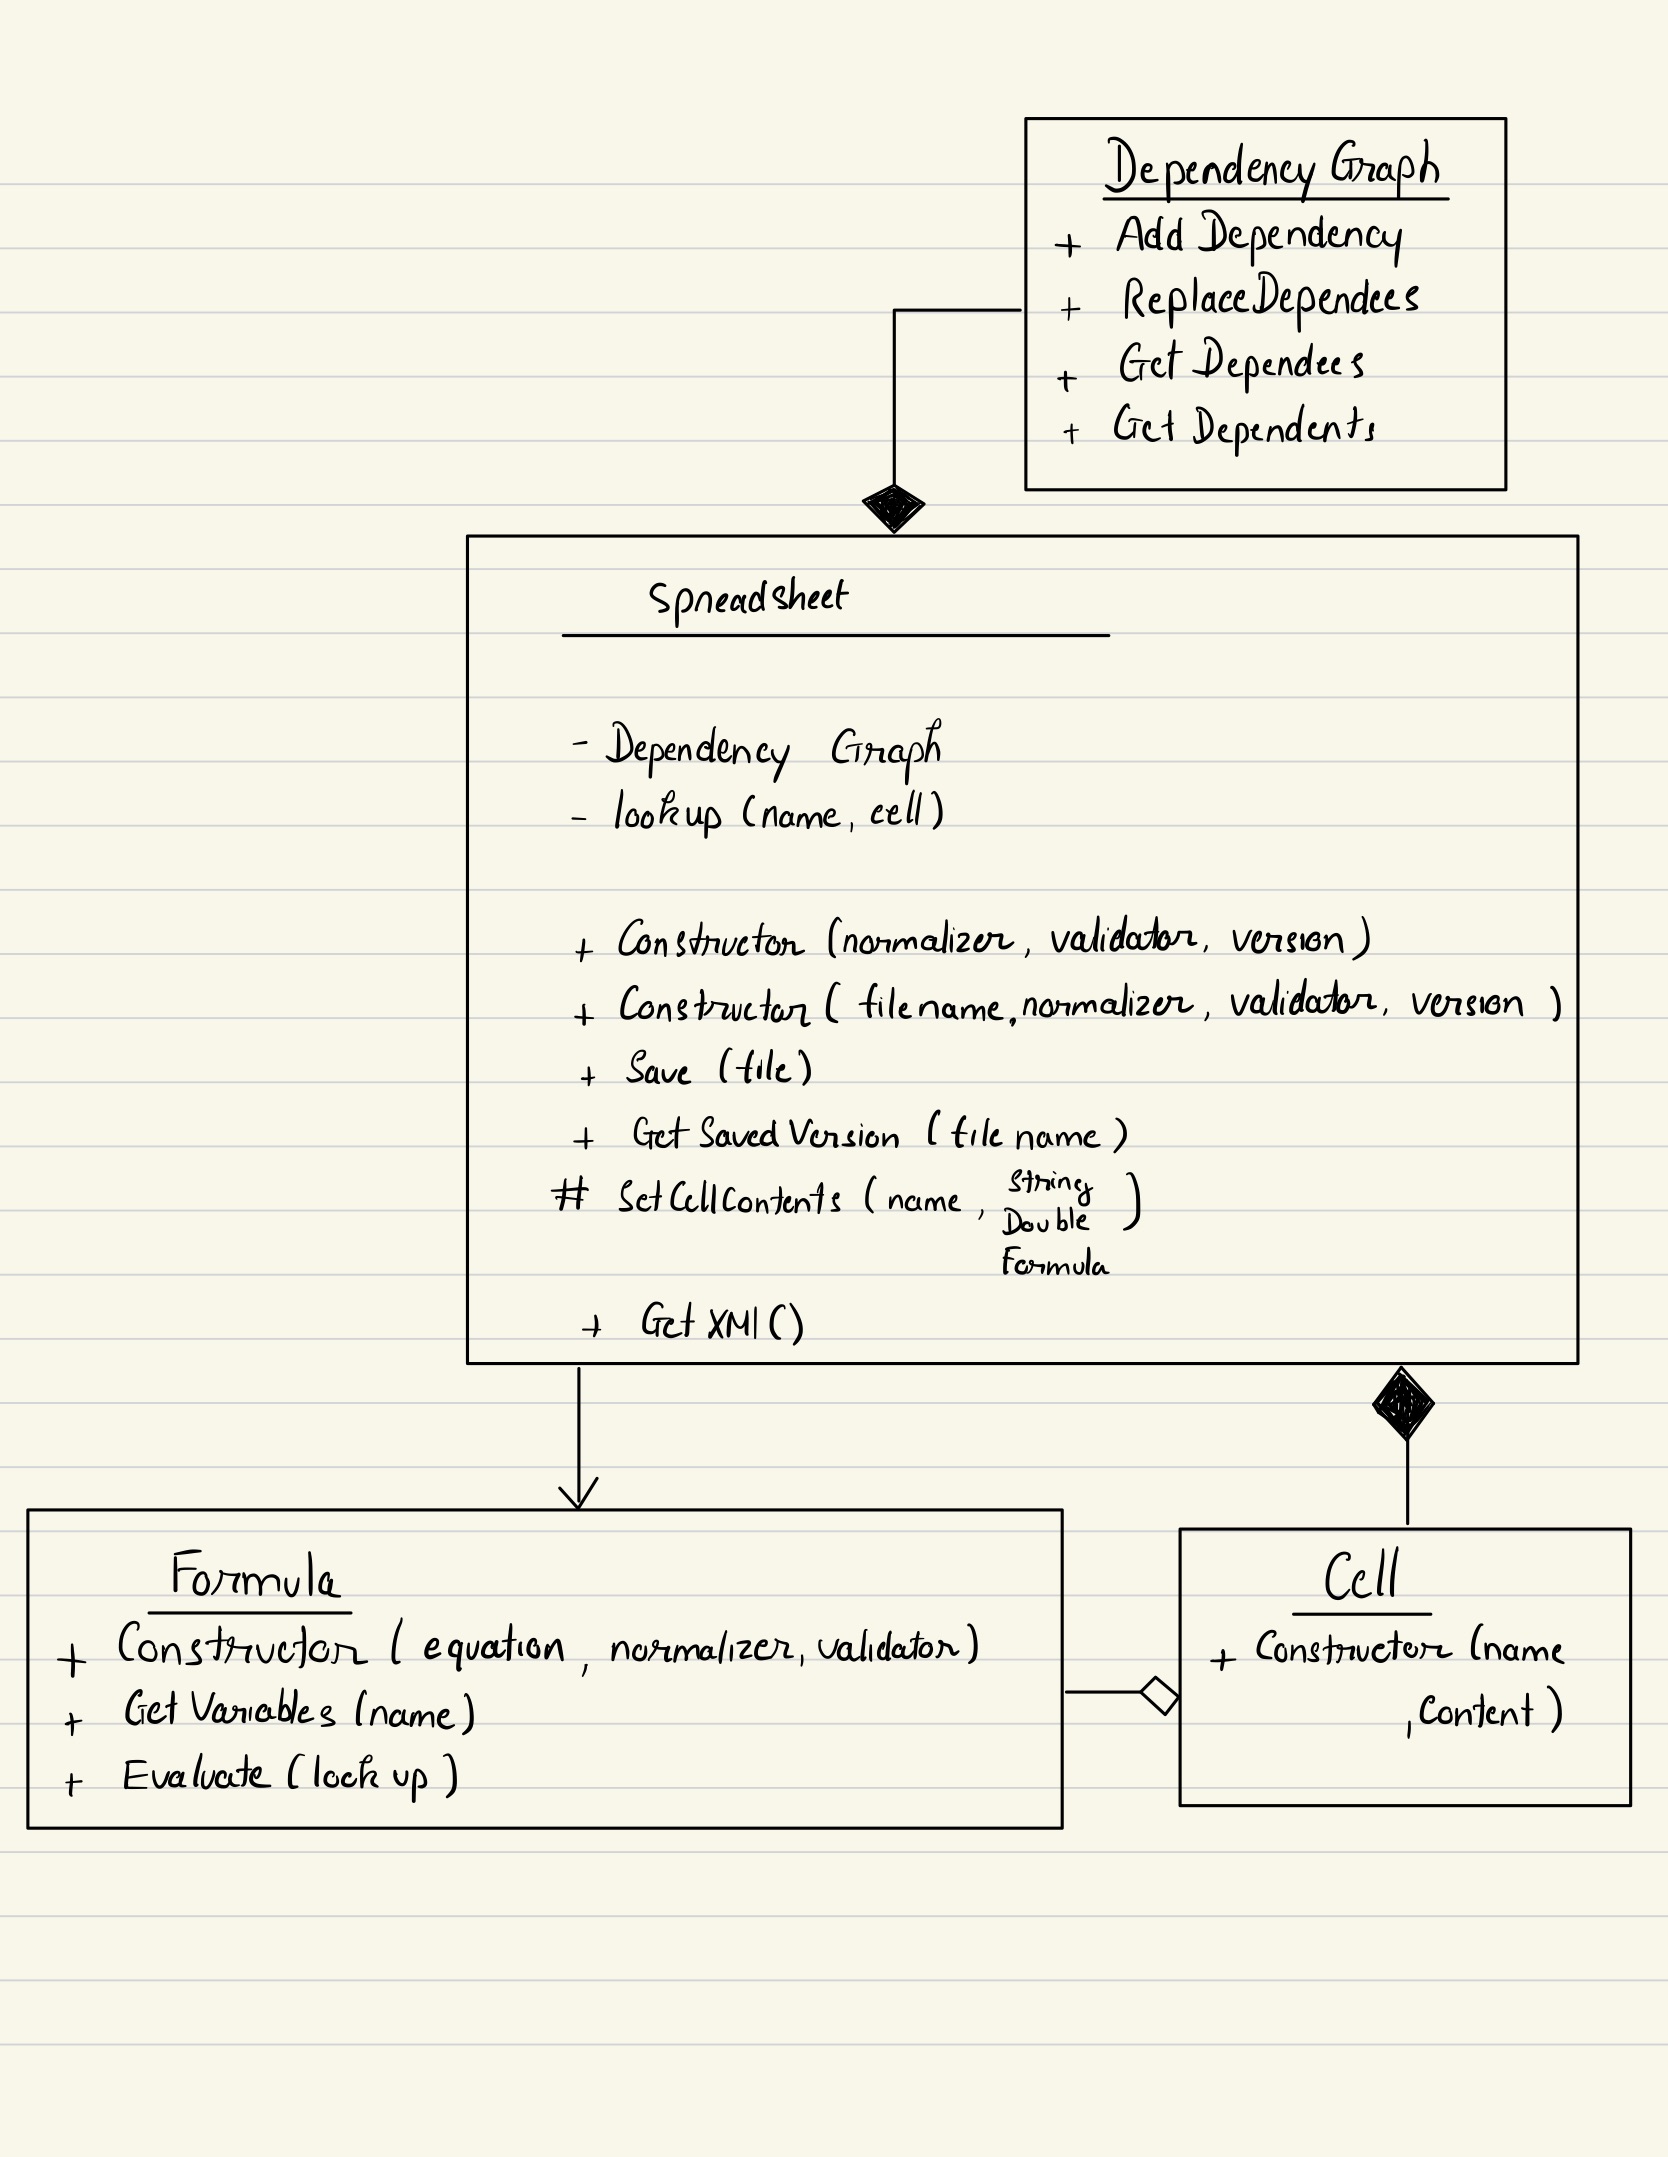 Dependency Graph
+ Add Dependency
+ ReplaceDependees
+ Get Dependees
+ Get Dependents
Spreadsheet
- Dependency Graph
- lookup (name, cell)
+ Constructor (normalizer, validator, version)
+ Constructor (filename, normalizer, validator, version)
+ Save (file)
+ Get Saved Version (file name)
# SetCellContents (name, String
Double
Formula)
+ Get XMl()
Formula
+ Constructor (equation, normalizer, validator)
+ Get Variables (name)
+ Evaluate (look up)
Cell
+ Constructor (name
, Content)